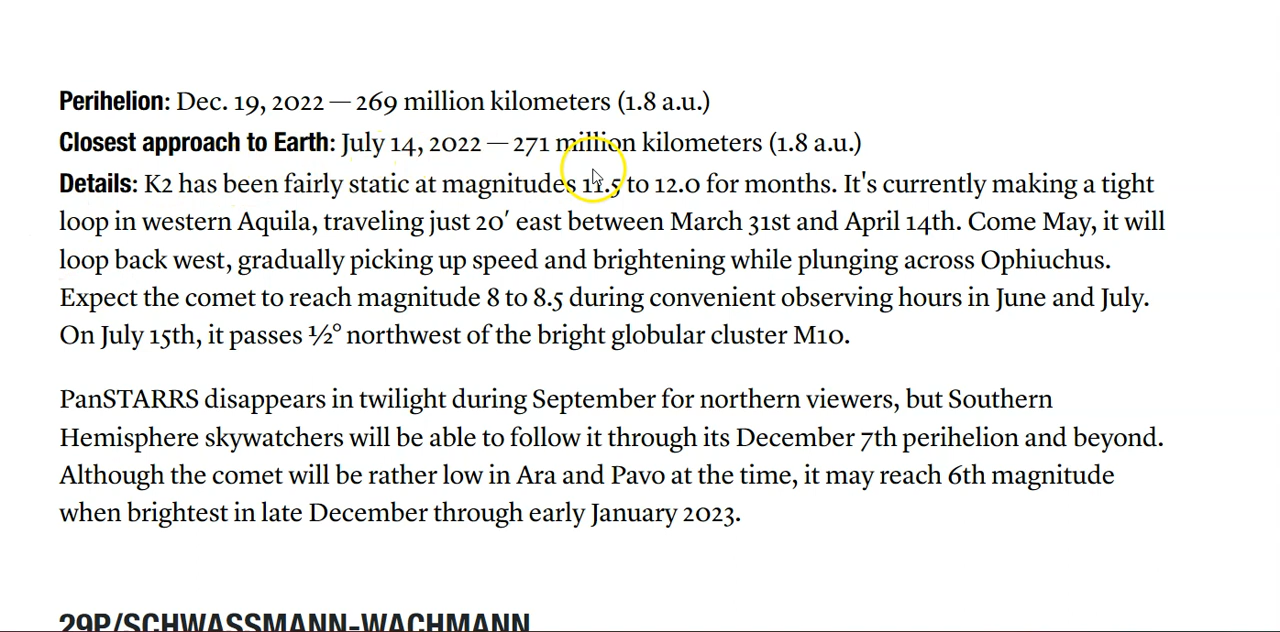 Perihelion: Dec. 19, 2022 — 269 million kilometers (1.8 a.u.)
Closest approach to Earth: July 14, 2022 — 271 million kilometers (1.8 a.u.)
Details: K2 has been fairly static at magnitudes 11.5 to 12.0 for months. It's currently making a tight
loop in western Aquila, traveling just 20′ east between March 31st and April 14th. Come May, it will
loop back west, gradually picking up speed and brightening while plunging across Ophiuchus.
Expect the comet to reach magnitude 8 to 8.5 during convenient observing hours in June and July.
On July 15th, it passes ½° northwest of the bright globular cluster M10.
PanSTARRS disappears in twilight during September for northern viewers, but Southern
Hemisphere skywatchers will be able to follow it through its December 7th perihelion and beyond.
Although the comet will be rather low in Ara and Pavo at the time, it may reach 6th magnitude
when brightest in late December through early January 2023.
29P/SCHWASSMANN-WACHMANN